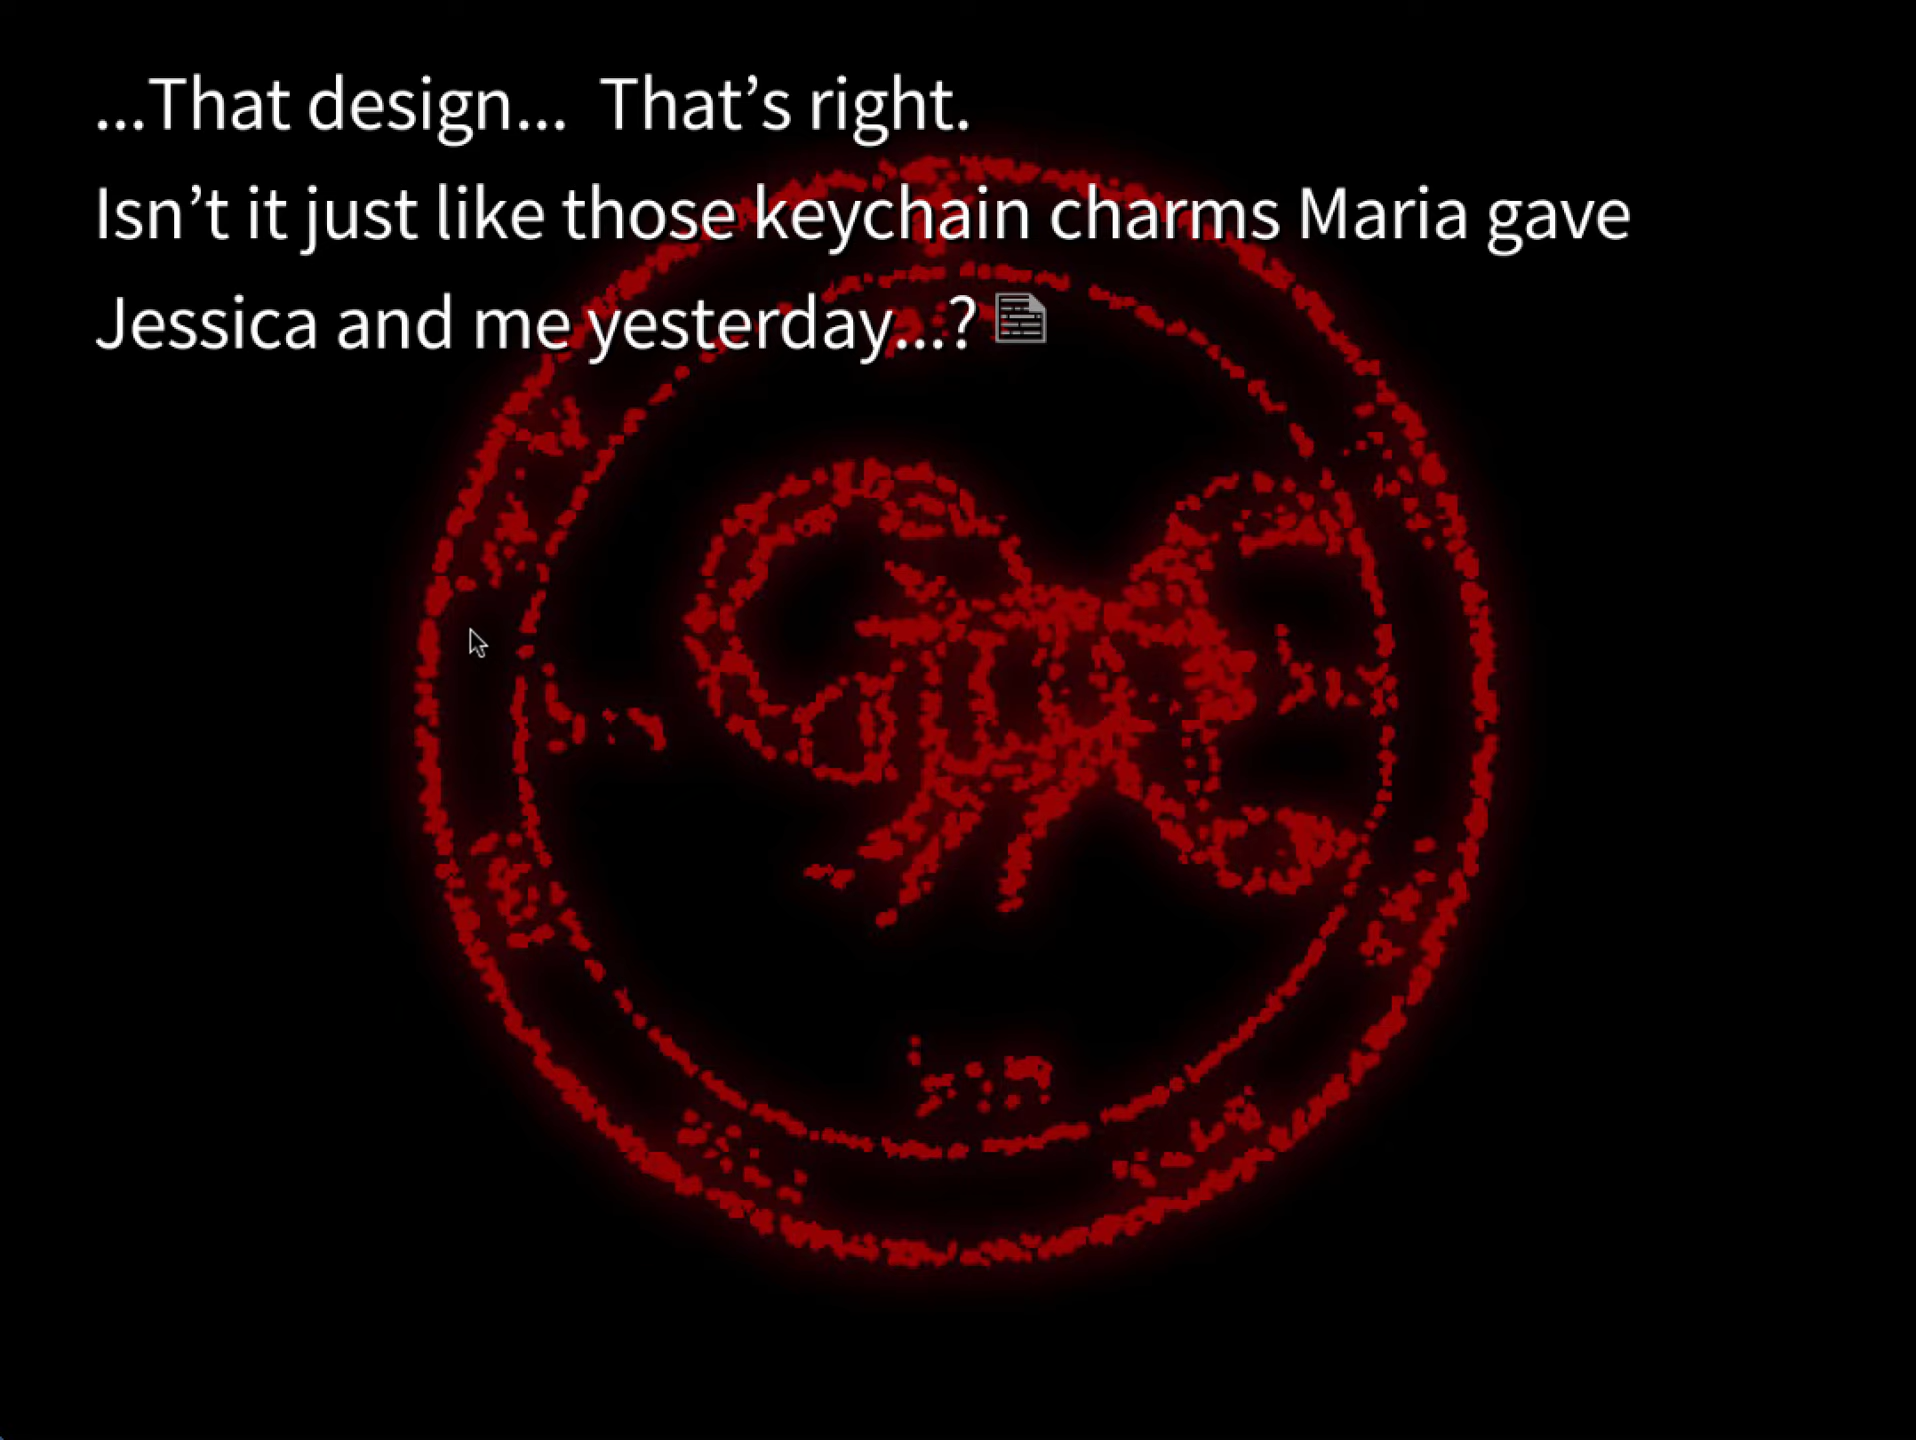 ...That design... That’s right.
Isn’t it just like those keychain charms Maria gave
Jessica and me yesterday...?